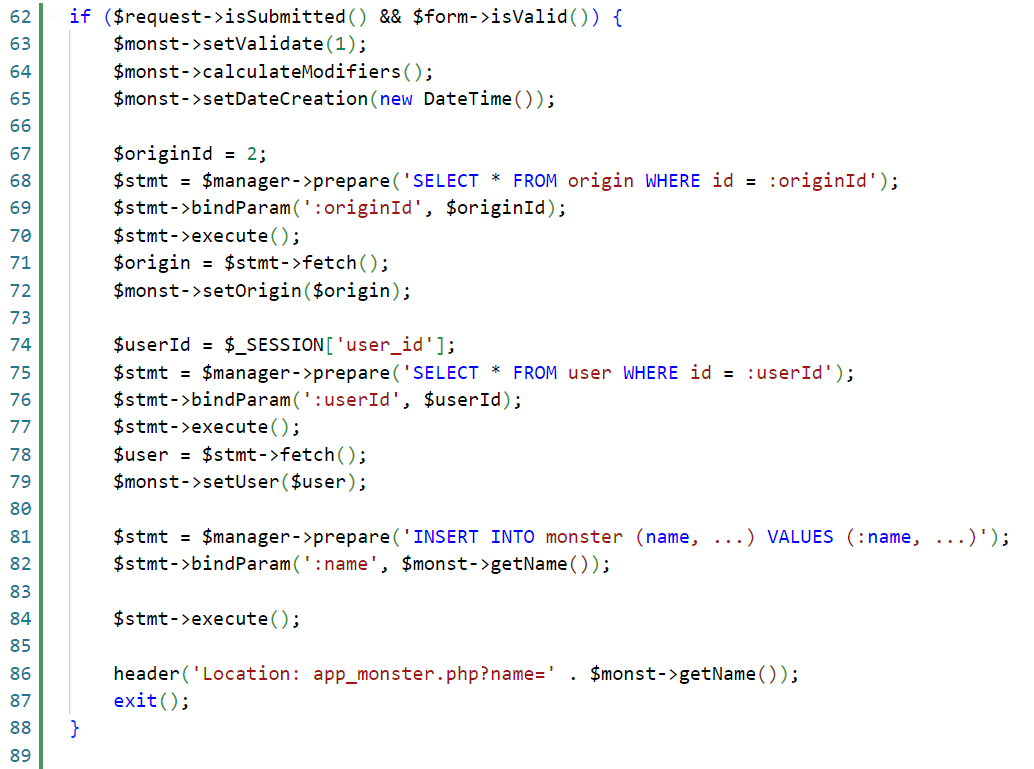 62 if ($request->isSubmitted() && $form->isValid()) {
63     $monst->setValidate(1);
64     $monst->calculateModifiers();
65     $monst->setDateCreation(new DateTime());
66
67     $originId = 2;
68     $stmt = $manager->prepare('SELECT * FROM origin WHERE id = :originId');
69     $stmt->bindParam(':originId', $originId);
70     $stmt->execute();
71     $origin = $stmt->fetch();
72     $monst->setOrigin($origin);
73
74     $userId = $_SESSION['user_id'];
75     $stmt = $manager->prepare('SELECT * FROM user WHERE id = :userId');
76     $stmt->bindParam(':userId', $userId);
77     $stmt->execute();
78     $user = $stmt->fetch();
79     $monst->setUser($user);
80
81     $stmt = $manager->prepare('INSERT INTO monster (name, ...) VALUES (:name, ...)');
82     $stmt->bindParam(':name', $monst->getName());
83
84     $stmt->execute();
85
86     header('Location: app_monster.php?name=' . $monst->getName());
87     exit();
88 }
89